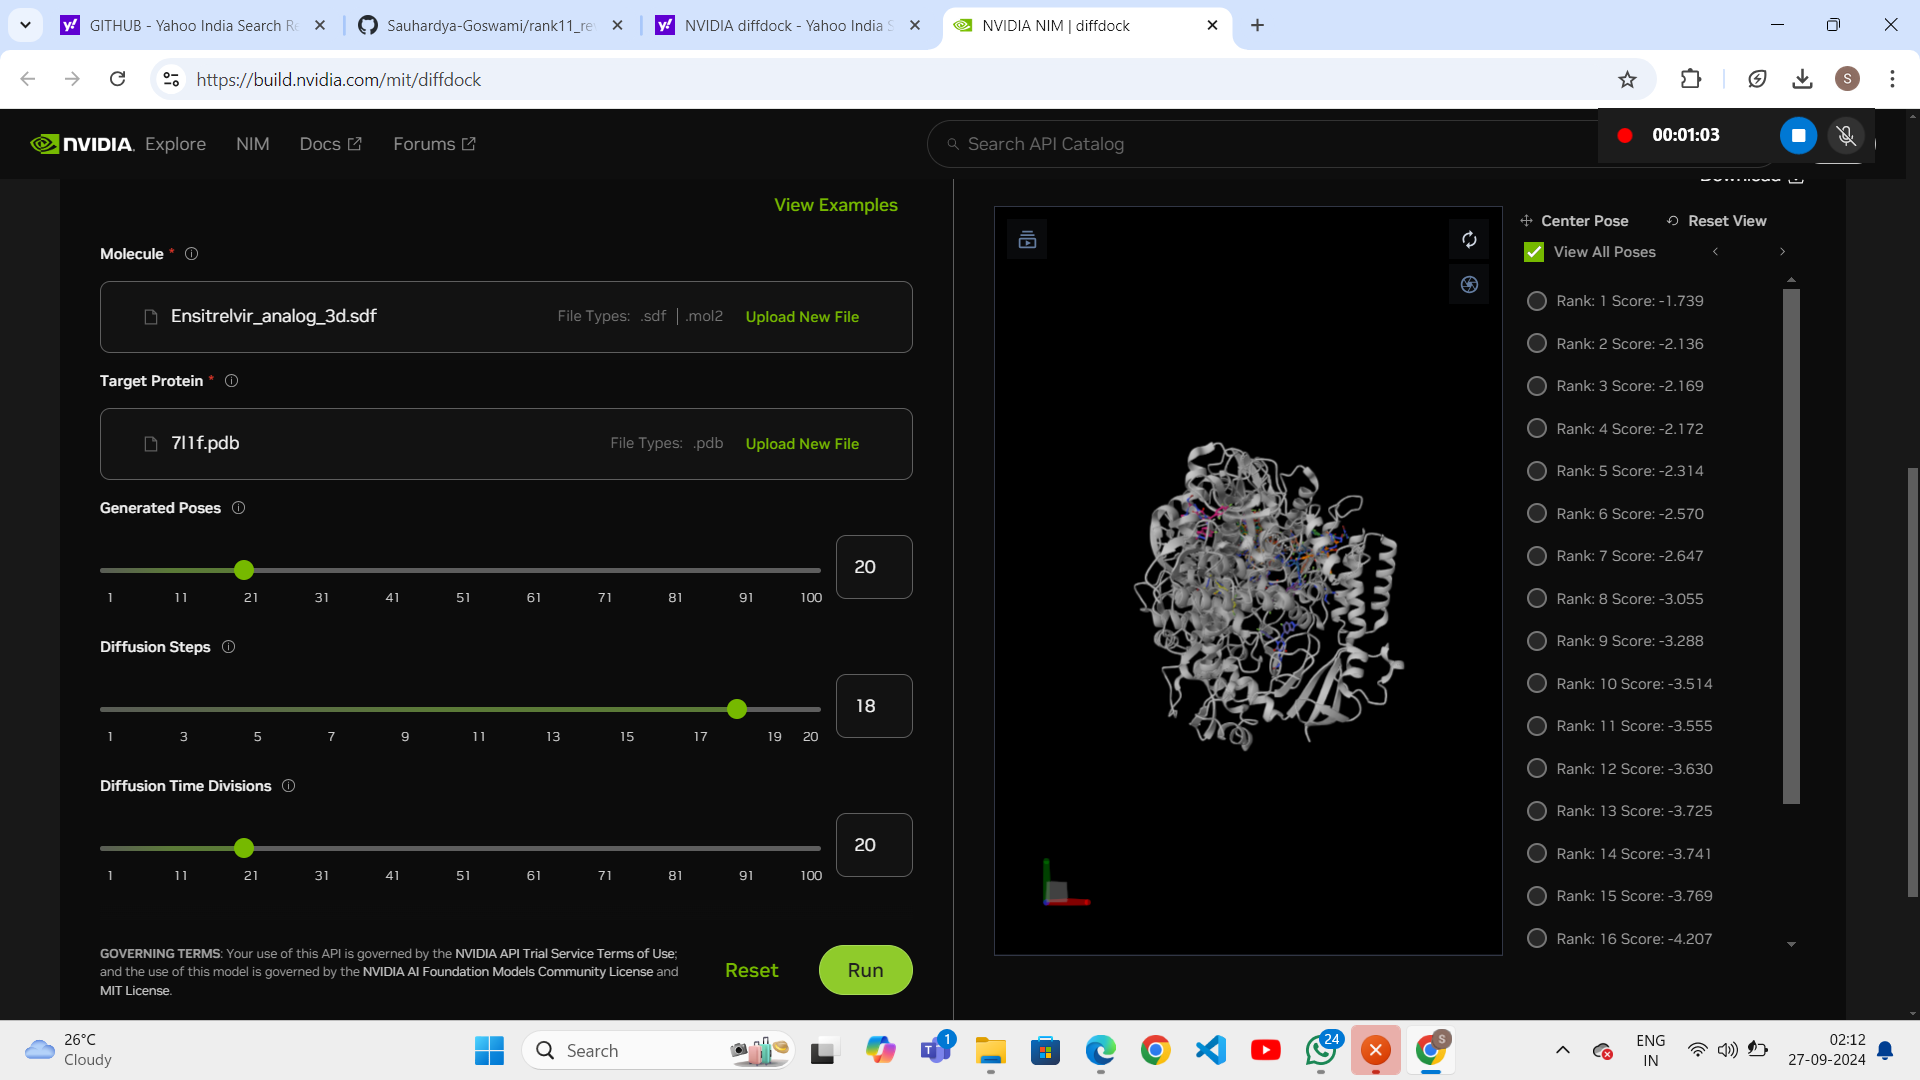 GITHUB - Yahoo India Search Re
Sauhardya-Goswami/rank11_re
NVIDIA diffdock - Yahoo India S
NVIDIA NIM | diffdock
https://build.nvidia.com/mit/diffdock
S
NVIDIA.
Explore
NIM
Docs
Forums
Search API Catalog
00:01:03
Download
View Examples
Center Pose
Reset View
View All Poses
Molecule *
Ensitrelvir_analog_3d.sdf
File Types: .sdf | .mol2
Upload New File
Target Protein *
7l1f.pdb
File Types: .pdb
Upload New File
Generated Poses
20
1 11 21 31 41 51 61 71 81 91 100
Diffusion Steps
18
1 3 5 7 9 11 13 15 17 19 20
Diffusion Time Divisions
20
1 11 21 31 41 51 61 71 81 91 100
GOVERNING TERMS: Your use of this API is governed by the NVIDIA API Trial Service Terms of Use;
and the use of this model is governed by the NVIDIA AI Foundation Models Community License and
MIT License.
Reset
Run
Rank: 1 Score: -1.739
Rank: 2 Score: -2.136
Rank: 3 Score: -2.169
Rank: 4 Score: -2.172
Rank: 5 Score: -2.314
Rank: 6 Score: -2.570
Rank: 7 Score: -2.647
Rank: 8 Score: -3.055
Rank: 9 Score: -3.288
Rank: 10 Score: -3.514
Rank: 11 Score: -3.555
Rank: 12 Score: -3.630
Rank: 13 Score: -3.725
Rank: 14 Score: -3.741
Rank: 15 Score: -3.769
Rank: 16 Score: -4.207
26°C
Cloudy
Search
1
24
S
ENG
IN
02:12
27-09-2024